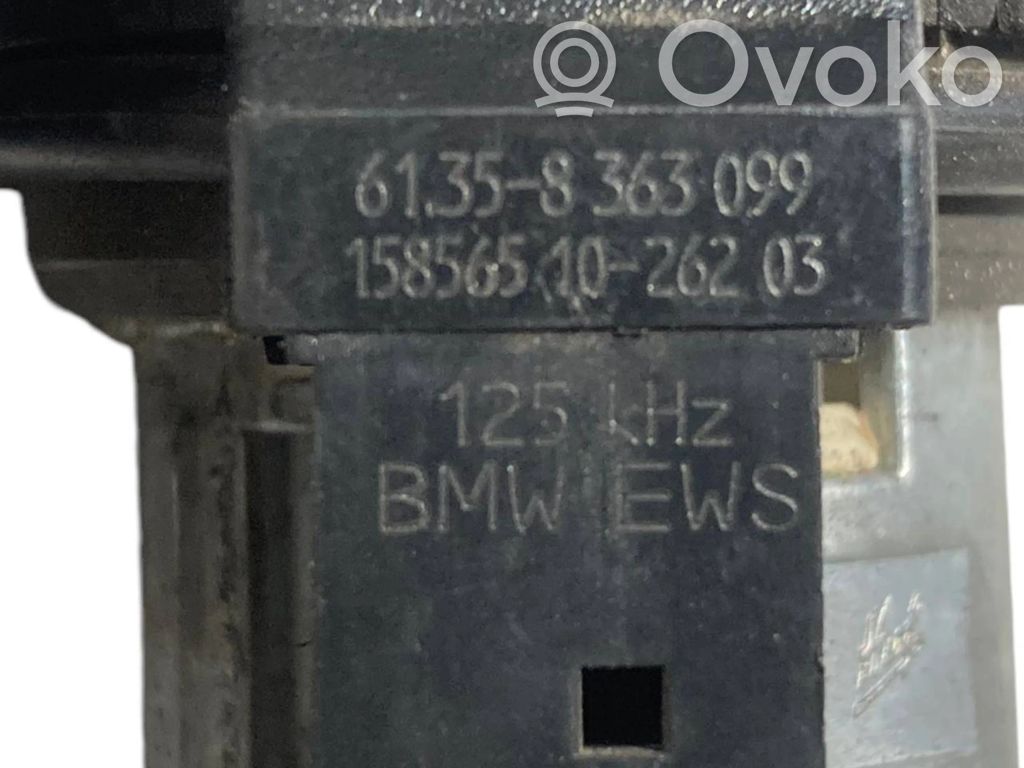 Ovoko
61.35-8 363 099
158565 10-262 03
125 kHz
BMW EWS